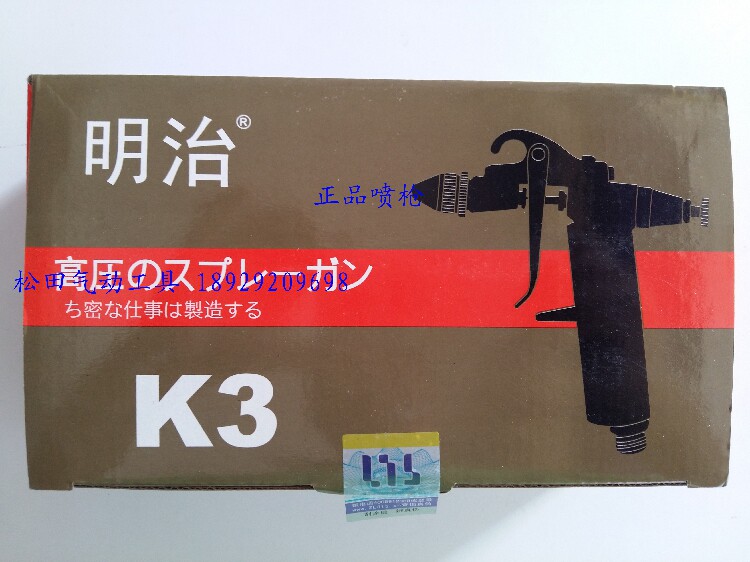 明治®
正品喷枪
高圧のスプレーガン
松田气动工具 18929209698
ち密な仕事は製造する
K3